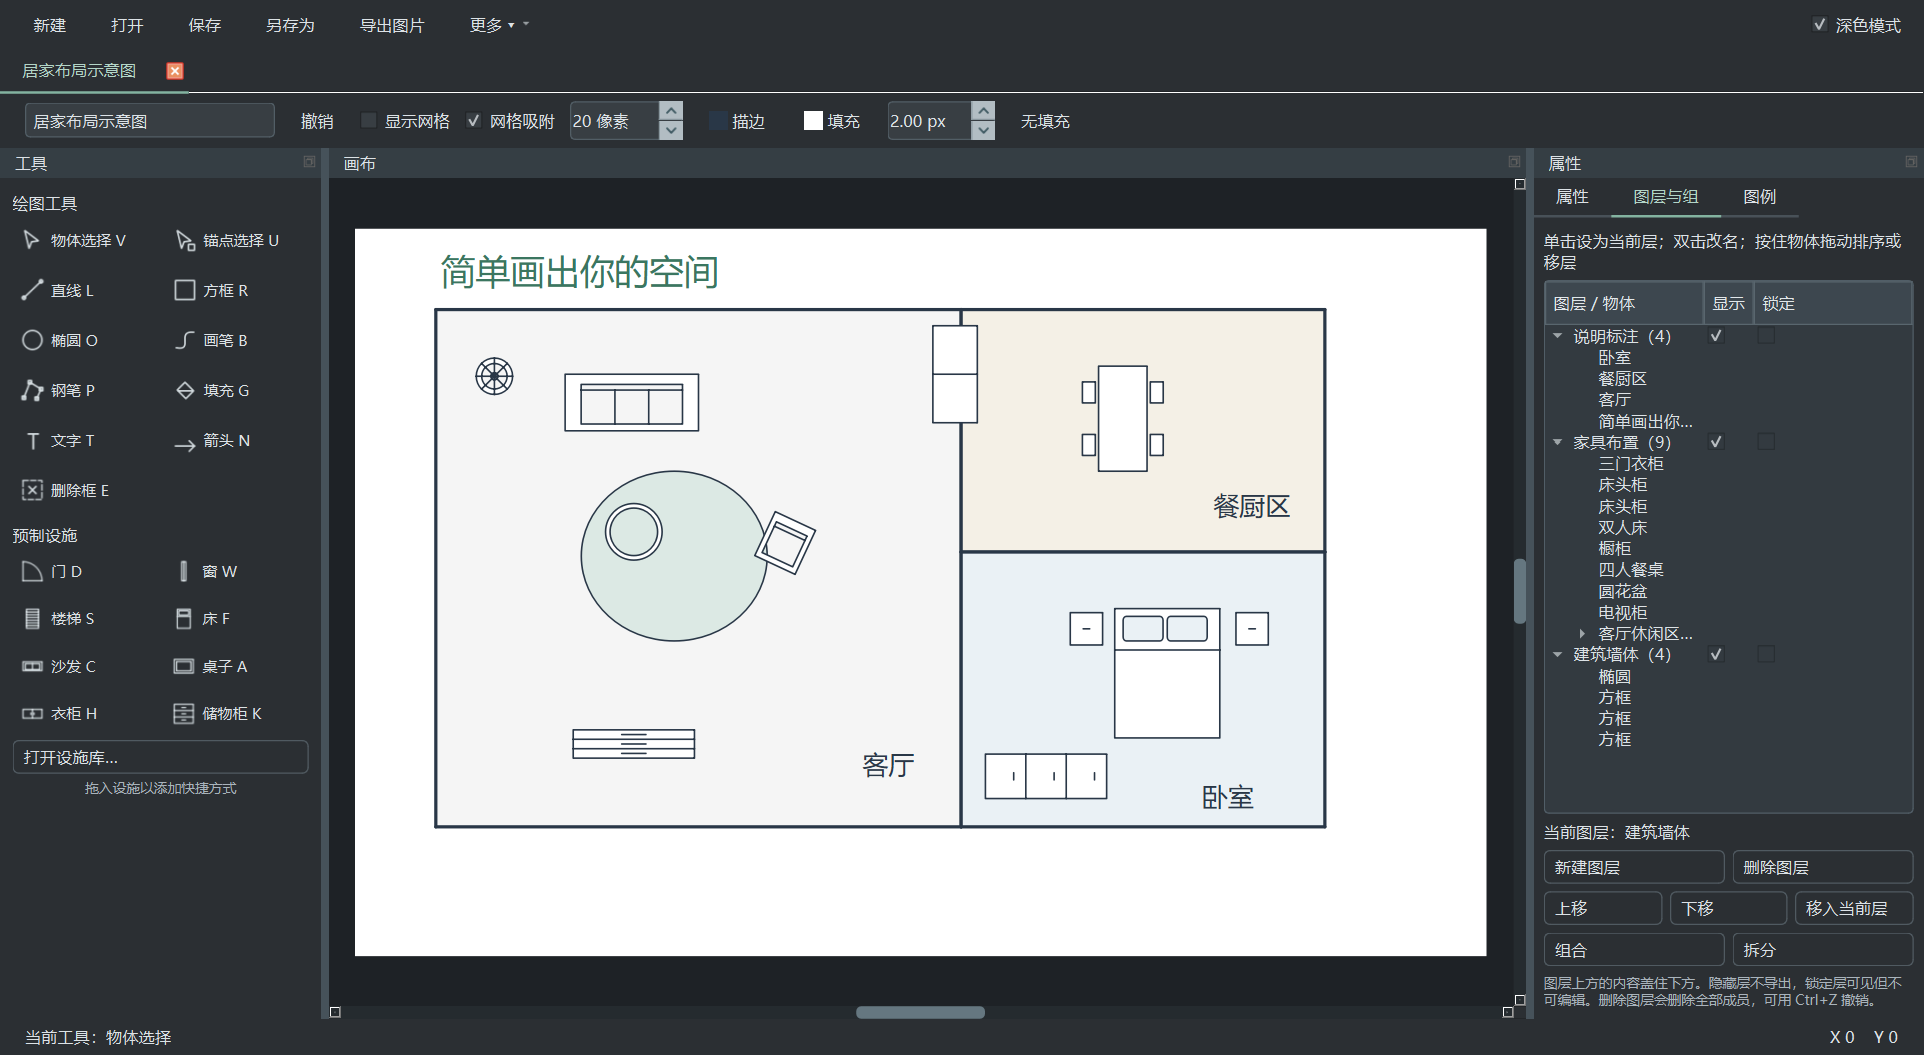 新建 打开 保存 另存为 导出图片 更多 深色模式
居家布局示意图
居家布局示意图 撤销 显示网格 网格吸附 20 像素 描边 填充 2.00 px 无填充
工具
绘图工具
物体选择 V 锚点选择 U
直线 L 方框 R
椭圆 O 画笔 B
钢笔 P 填充 G
文字 T 箭头 N
删除框 E
预制设施
门 D 窗 W
楼梯 S 床 F
沙发 C 桌子 A
衣柜 H 储物柜 K
打开设施库...
拖入设施以添加快捷方式
画布
简单画出你的空间
餐厨区
客厅
卧室
属性
属性 图层与组 图例
单击设为当前层；双击改名；按住物体拖动排序或
移层
图层 / 物体 显示 锁定
说明标注（4）
卧室
餐厨区
客厅
简单画出你...
家具布置（9）
三门衣柜
床头柜
床头柜
双人床
橱柜
四人餐桌
圆花盆
电视柜
客厅休闲区...
建筑墙体（4）
椭圆
方框
方框
方框
当前图层：建筑墙体
新建图层 删除图层
上移 下移 移入当前层
组合 拆分
图层上方的内容盖住下方。隐藏层不导出，锁定层可见但不
可编辑。删除图层会删除全部成员，可用 Ctrl+Z 撤销。
当前工具：物体选择 X 0 Y 0